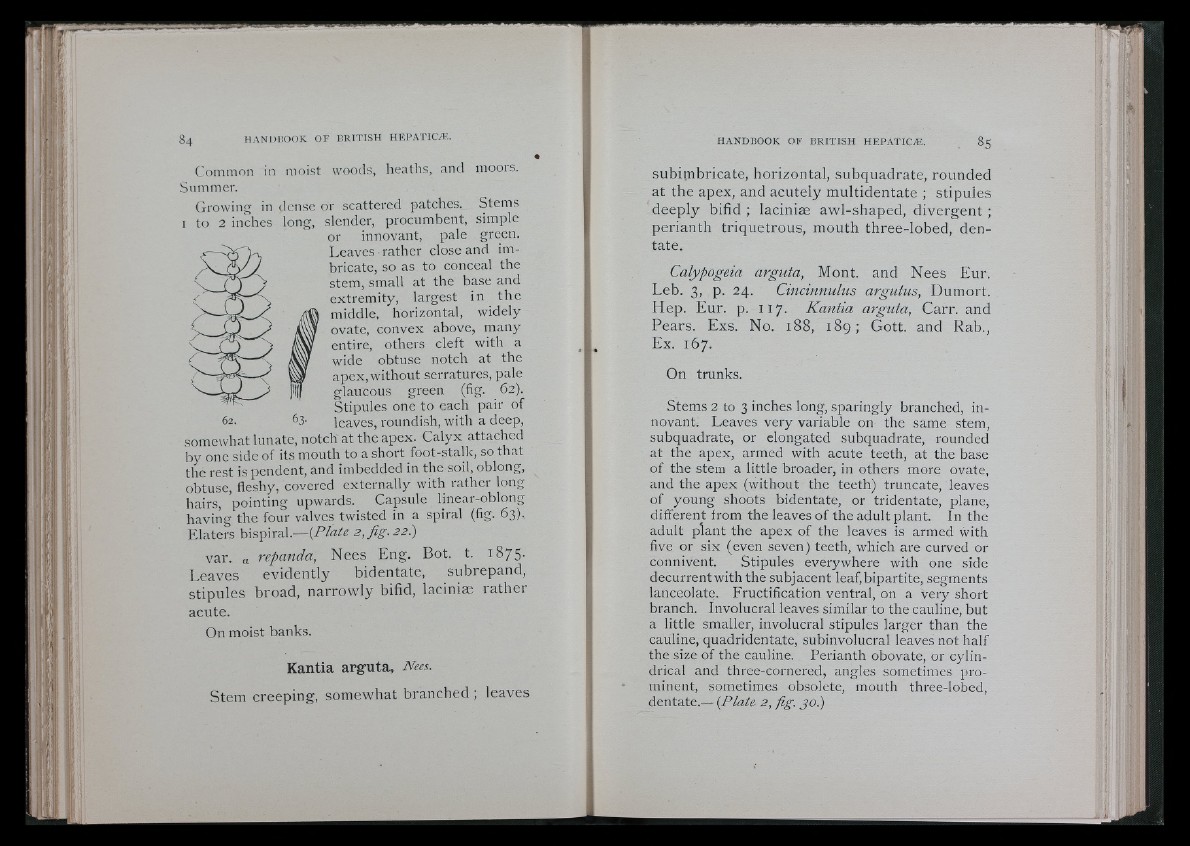 84 HANDBOOK OF BRITISH HEPATICÆ.
Common in moist woods, heaths, and moors.
Summer.
Growing in dense or scattered patches. Stems
1 to 2 inches long, slender, procumbent, simple
or innovant, pale green.
Leaves rather close and im-
bricate, so as to conceal the
stem, small at the base and
extremity, largest in the
middle, horizontal, widely
ovate, convex above, many
entire, others cleft with a
wide obtuse notch at the
apex, without serratures, pale
glaucous green (fig. 62).
Stipules one to each pair of
62. 63. leaves, roundish, with a deep,
somewhat lunate, notch at the apex. Calyx attached
by one side of its mouth to a short foot-stalk, so that
the rest is pendent, and imbedded in the soil, oblong,
obtuse, fleshy, covered externally with rather long
hairs, pointing upwards. Capsule linear-oblong
having the four valves twisted in a spiral (fig. 63).
Elaters bispiral.—(Plate 2, fig. 22.)
var. a repanda, Nees Eng. Bot. t. 1875.
Leaves evidently bidentate, subrepand,
stipules broad, narrowly bifid, laciniæ rather
acute.
On moist banks.
Kantia arguta, Nees.
Stem creeping, somewhat branched ; leaves
HANDBOOK OF BRITISH HEPATICÆ. 85
subimbricate, horizontal, subquadrate, rounded
at the apex, and acutely multidentate ; stipules
deeply bifid ; laciniæ awl-shaped, divergent ;
perianth triquetrous, mouth three-lobed, den-
tate.
Calypogeia arguta, Mont. and Nees Eur.
Leb. 3, p. 24. Cincinnulus argutus, Dumort.
Hep. Eur. p. 117. Kantia arguta, Carr. and
Pears. Exs. No. 188, 189 ; Gott. and Rab.,
Ex. 167.
On trunks.
Stems 2 to 3 inches long, sparingly branched, in-
novant. Leaves very variable on the same stem,
subquadrate, or elongated subquadrate, rounded
at the apex, armed with acute teeth, at the base
of the stem a little broader, in others more ovate,
and the apex (without the teeth) truncate, leaves
of young shoots bidentate, or tridentate, plane,
different from the leaves of the adult plant. In the
adult plant the apex of the leaves is armed with
five or six (even seven) teeth, which are curved or
connivent. Stipules everywhere with one side
decurrent with the subjacent leaf, bipartite, segments
lanceolate. Fructification ventral, on a very short
branch. Involucral leaves similar to the cauline, but
a little smaller, involucral stipules larger than the
cauline, quadridentate, subinvolucral leaves not half
the size of the cauline. Perianth obovate, or cylin-
drical and three-cornered, angles sometimes pro-
minent, sometimes obsolete, mouth three-lobed,
dentate.—(Plate 2, fig. 30.)